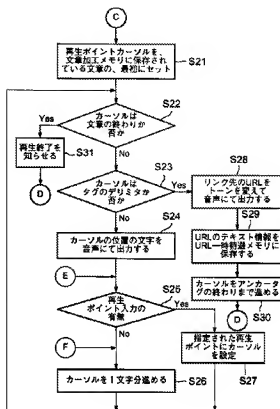 C
再生ポイントカーソルを、
文章加工メモリに保存され
ている文章の、最初にセット
S21
S22
カーソルは
文章の終わりか
否か
Yes
S31
再生終了を
知らせる
D
No
S23
カーソルは
タグのデリミタか
否か
Yes
S28
リンク先のURLを
トーンを変えて
音声にて出力する
S29
URLのテキスト情報を
URL一時待避メモリに
保存する
カーソルをアンカータ
グの終わりまで進める
S30
D
No
S24
カーソルの位置の文字を
音声にて出力する
E
S25
再生
ポイント入力の
有無
Yes
指定された再生
ポイントにカーソル
を設定
S27
No
F
カーソルを1文字分進める
S26